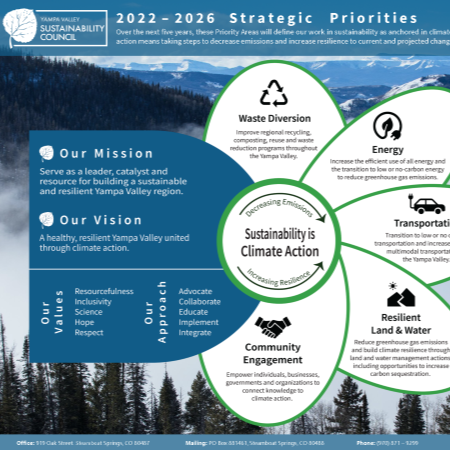 YAMPA VALLEY
SUSTAINABILITY
COUNCIL
2022 – 2026 Strategic Priorities
Over the next five years, these Priority Areas will define our work in sustainability as anchored in climat
action means taking steps to decrease emissions and increase resilience to current and projected chang
Our Mission
Serve as a leader, catalyst and
resource for building a sustainable
and resilient Yampa Valley region.
Our Vision
A healthy, resilient Yampa Valley united
through climate action.
Our
Values
Resourcefulness
Inclusivity
Science
Hope
Respect
Our
Approach
Advocate
Collaborate
Educate
Implement
Integrate
Decreasing Emissions
Sustainability is
Climate Action
Increasing Resilience
Waste Diversion
Improve regional recycling,
composting, reuse and waste
reduction programs throughout
the Yampa Valley.
Energy
Increase the efficient use of all energy and
the transition to low or no-carbon energy
to reduce greenhouse gas emissions.
Transportati
Transition to low or no
transportation and increase
multimodal transportat
the Yampa Valley
Resilient
Land & Water
Reduce greenhouse gas emissions
and build climate resilience through
land and water management actions
including opportunities to increase
carbon sequestration.
Community
Engagement
Empower individuals, businesses,
governments and organizations to
connect knowledge to
climate action.
Office: Oak Street, Steamboat Springs, CO 80487 Mailing: PO Box Steamboat Springs, CO Phone: (970) 871 – 9299